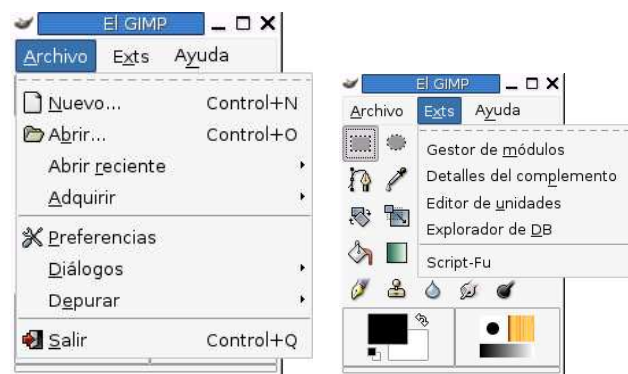 El GIMP
Archivo Exts Ayuda
Nuevo... Control+N
Abrir... Control+O
Abrir reciente
Adquirir
Preferencias
Diálogos
Depurar
Salir Control+Q
El GIMP
Archivo Exts Ayuda
Gestor de módulos
Detalles del complemento
Editor de unidades
Explorador de DB
Script-Fu